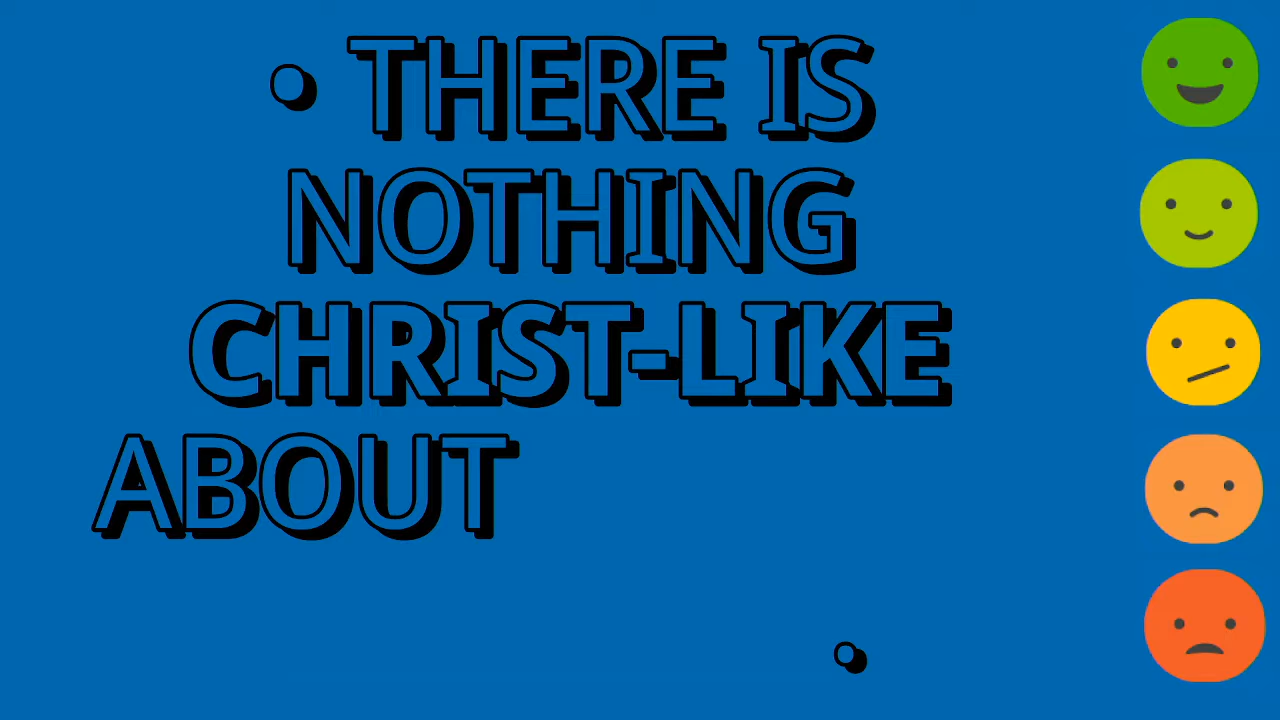 • THERE IS
NOTHING
CHRIST-LIKE
ABOUT
•